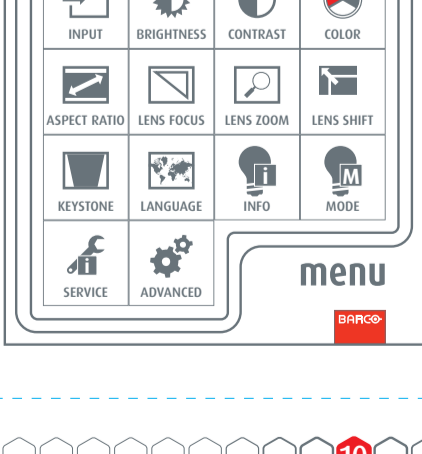 INPUT BRIGHTNESS CONTRAST COLOR
ASPECT RATIO LENS FOCUS LENS ZOOM LENS SHIFT
i M
KEYSTONE LANGUAGE INFO MODE
i
SERVICE ADVANCED
menu
BARCO
10